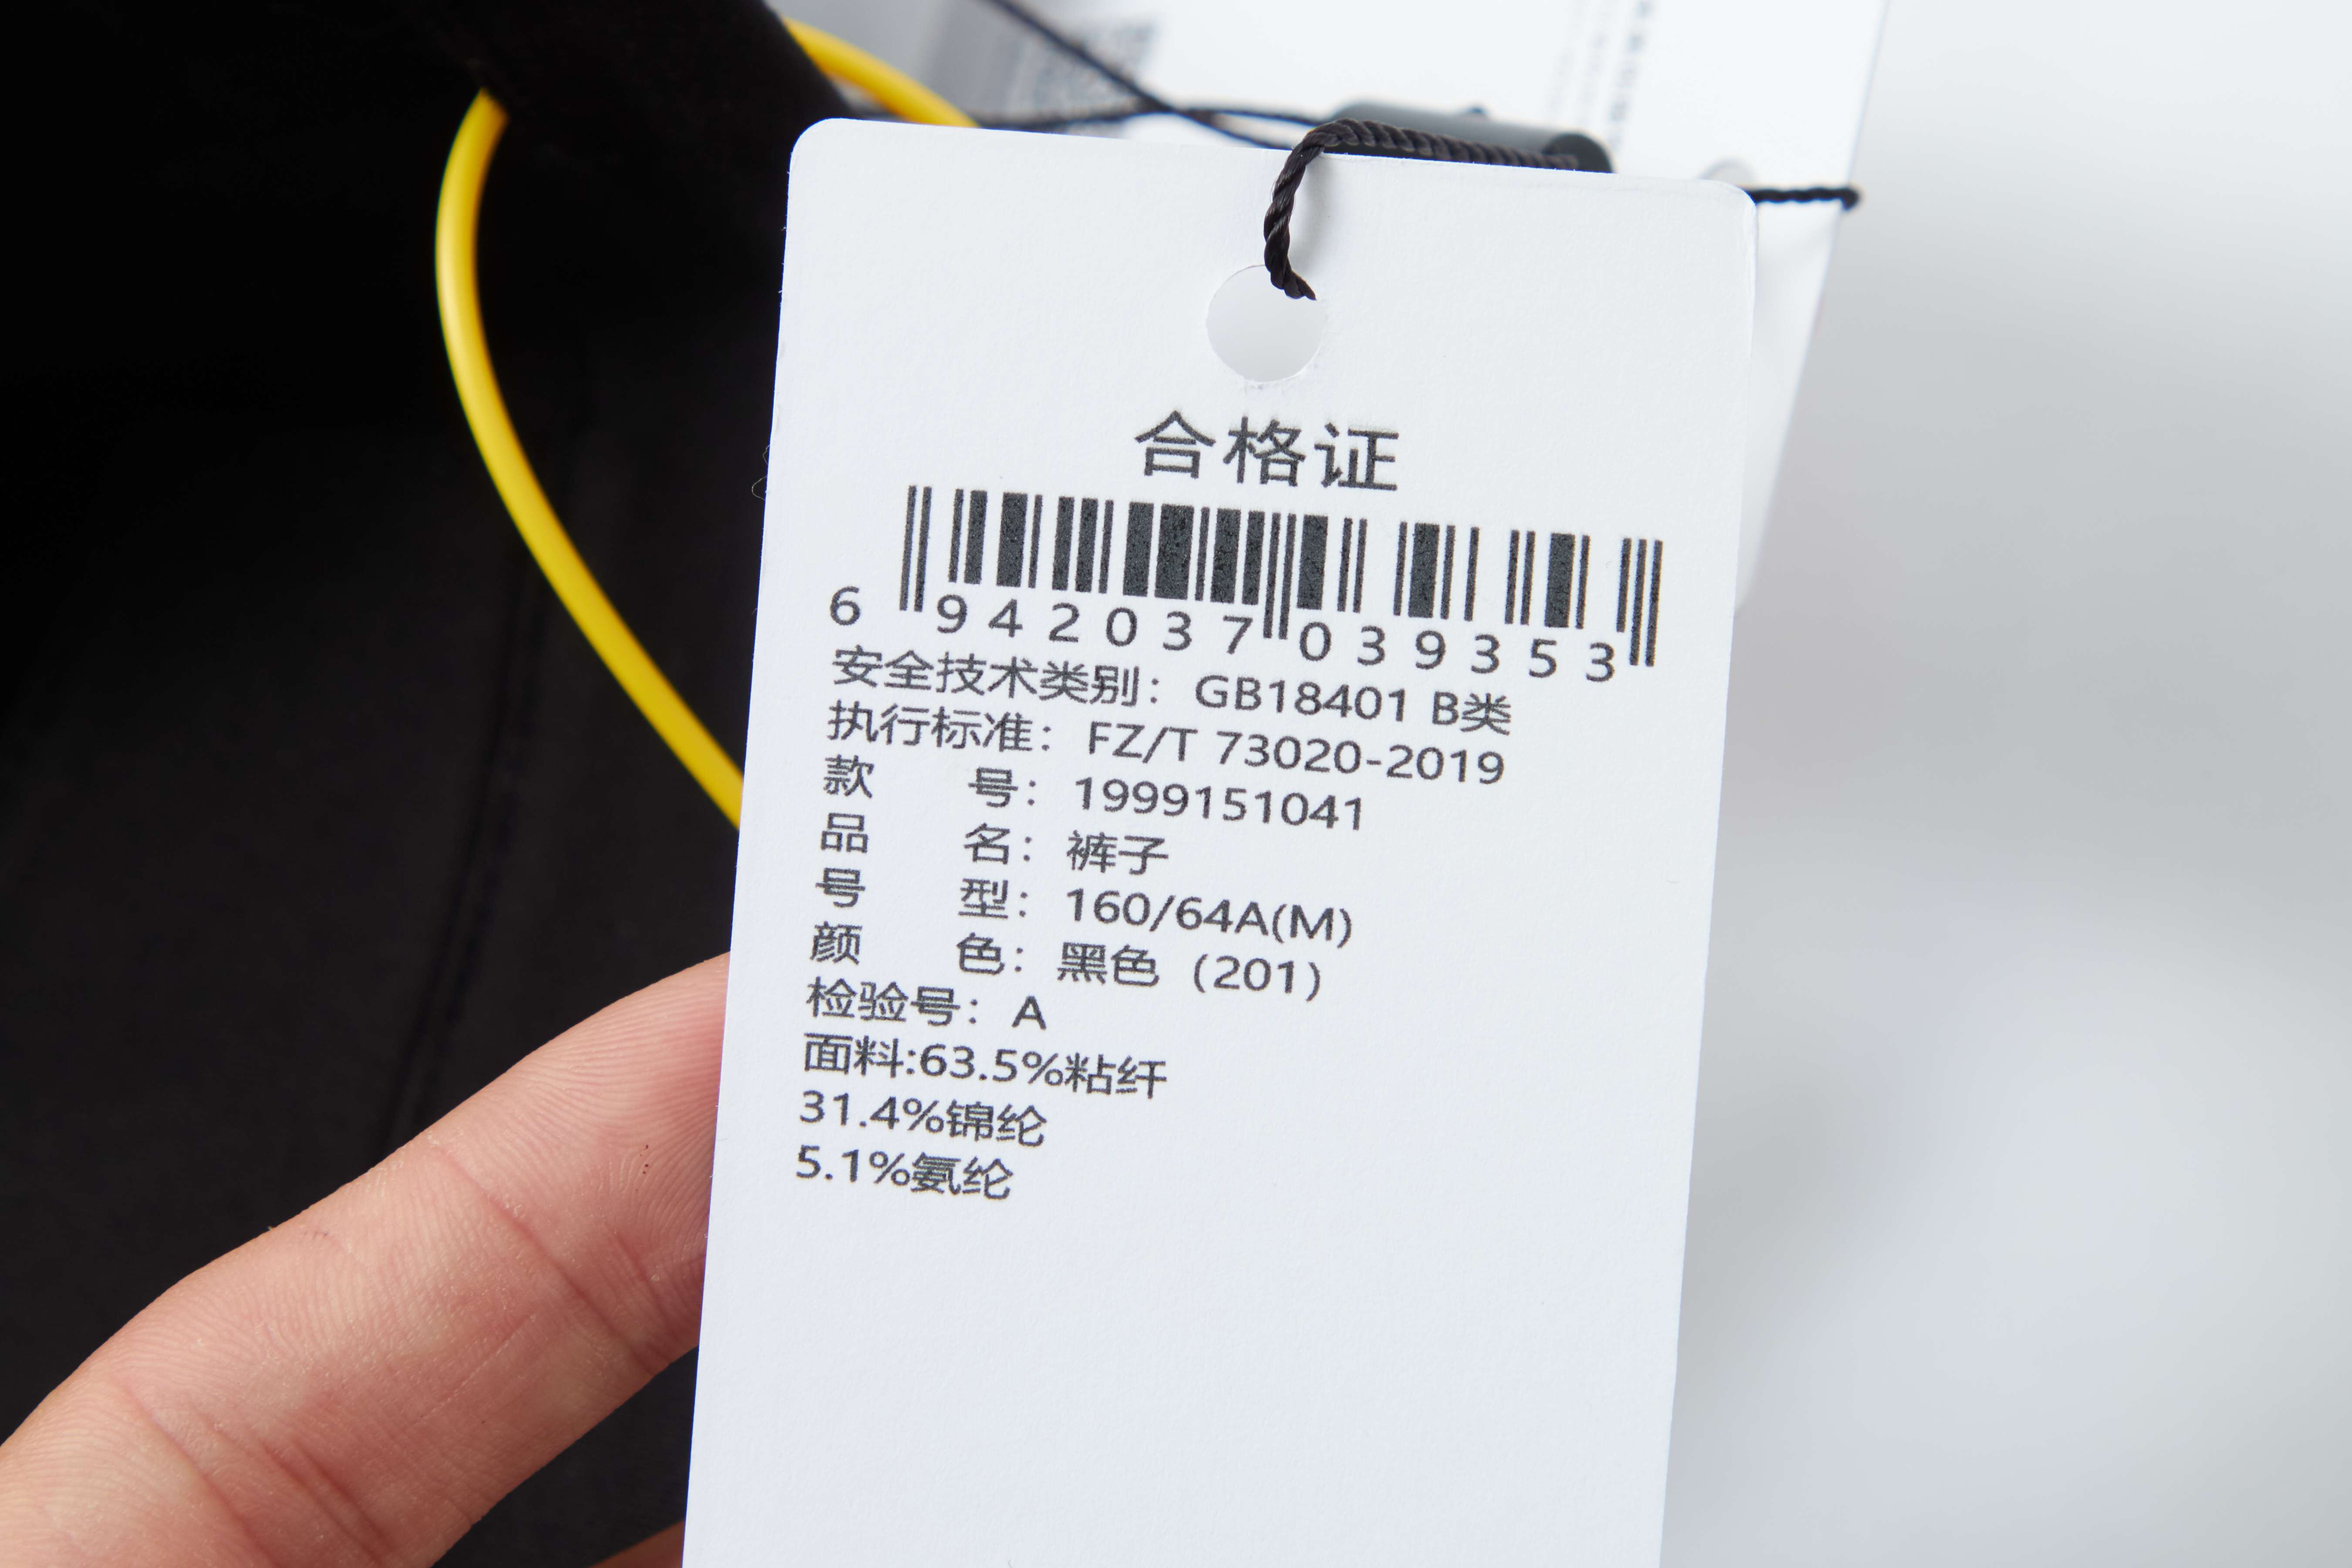 合格证
6 942037 039353
安全技术类别：GB18401 B类
执行标准：FZ/T 73020-2019
款 号：1999151041
品 名：裤子
号 型：160/64A(M)
颜 色：黑色（201）
检验号：A
面料:63.5%粘纤
31.4%锦纶
5.1%氨纶